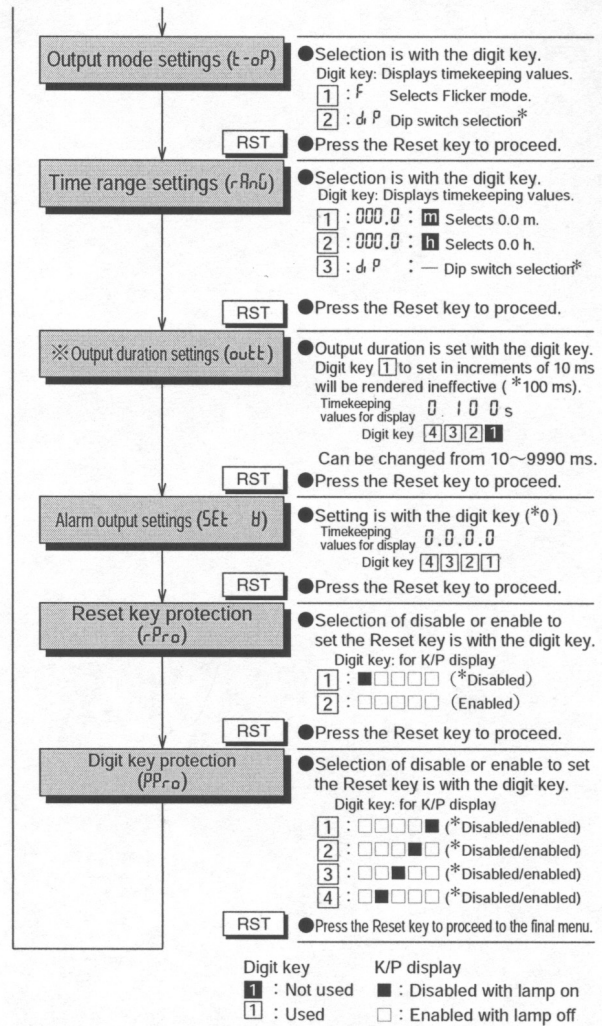 Output mode settings (t-oP)
●Selection is with the digit key.
Digit key: Displays timekeeping values.
1 : F Selects Flicker mode.
2 : di P Dip switch selection*
RST
●Press the Reset key to proceed.
Time range settings (rAnG)
●Selection is with the digit key.
Digit key: Displays timekeeping values.
1 : 000.0 : m Selects 0.0 m.
2 : 000.0 : h Selects 0.0 h.
3 : di P : — Dip switch selection*
RST
●Press the Reset key to proceed.
※Output duration settings (outt)
●Output duration is set with the digit key.
Digit key 1 to set in increments of 10 ms
will be rendered ineffective ( *100 ms).
Timekeeping
values for display 0. 1 0 0 s
Digit key 4 3 2 1
Can be changed from 10～9990 ms.
RST
●Press the Reset key to proceed.
Alarm output settings (SEt H)
●Setting is with the digit key (*0 )
Timekeeping
values for display 0.0.0.0
Digit key 4 3 2 1
RST
●Press the Reset key to proceed.
Reset key protection
(rPro)
●Selection of disable or enable to
set the Reset key is with the digit key.
Digit key: for K/P display
1 : ■□□□□ (*Disabled)
2 : □□□□□ (Enabled)
RST
●Press the Reset key to proceed.
Digit key protection
(PPro)
●Selection of disable or enable to set
the Reset key is with the digit key.
Digit key: for K/P display
1 : □□□□■ (*Disabled/enabled)
2 : □□□■□ (*Disabled/enabled)
3 : □□■□□ (*Disabled/enabled)
4 : □■□□□ (*Disabled/enabled)
RST
●Press the Reset key to proceed to the final menu.
Digit key K/P display
1 : Not used ■ : Disabled with lamp on
1 : Used □ : Enabled with lamp off